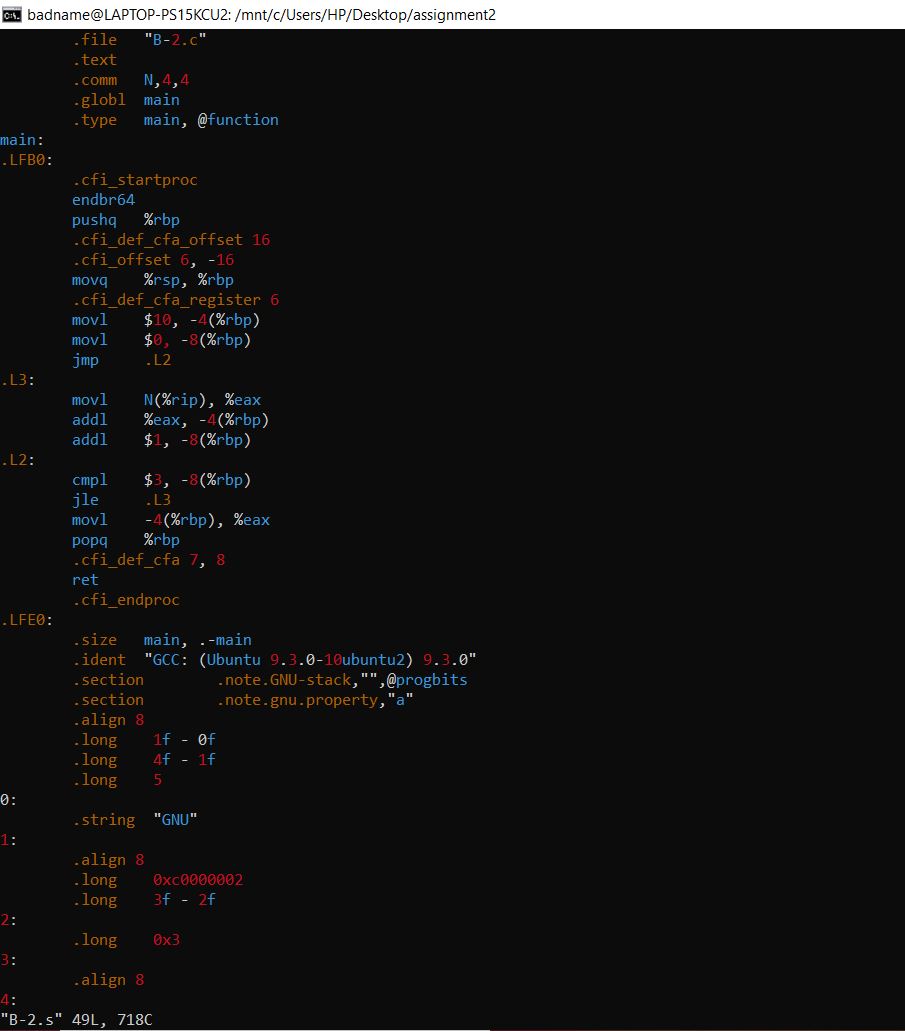 badname@LAPTOP-PS15KCU2: /mnt/c/Users/HP/Desktop/assignment2
.file "B-2.c"
.text
.comm N,4,4
.globl main
.type main, @function
main:
.LFB0:
.cfi_startproc
endbr64
pushq %rbp
.cfi_def_cfa_offset 16
.cfi_offset 6, -16
movq %rsp, %rbp
.cfi_def_cfa_register 6
movl $10, -4(%rbp)
movl $0, -8(%rbp)
jmp .L2
.L3:
movl N(%rip), %eax
addl %eax, -4(%rbp)
addl $1, -8(%rbp)
.L2:
cmpl $3, -8(%rbp)
jle .L3
movl -4(%rbp), %eax
popq %rbp
.cfi_def_cfa 7, 8
ret
.cfi_endproc
.LFE0:
.size main, .-main
.ident "GCC: (Ubuntu 9.3.0-10ubuntu2) 9.3.0"
.section .note.GNU-stack,"",@progbits
.section .note.gnu.property,"a"
.align 8
.long 1f - 0f
.long 4f - 1f
.long 5
0:
.string "GNU"
1:
.align 8
.long 0xc0000002
.long 3f - 2f
2:
.long 0x3
3:
.align 8
4:
"B-2.s" 49L, 718C